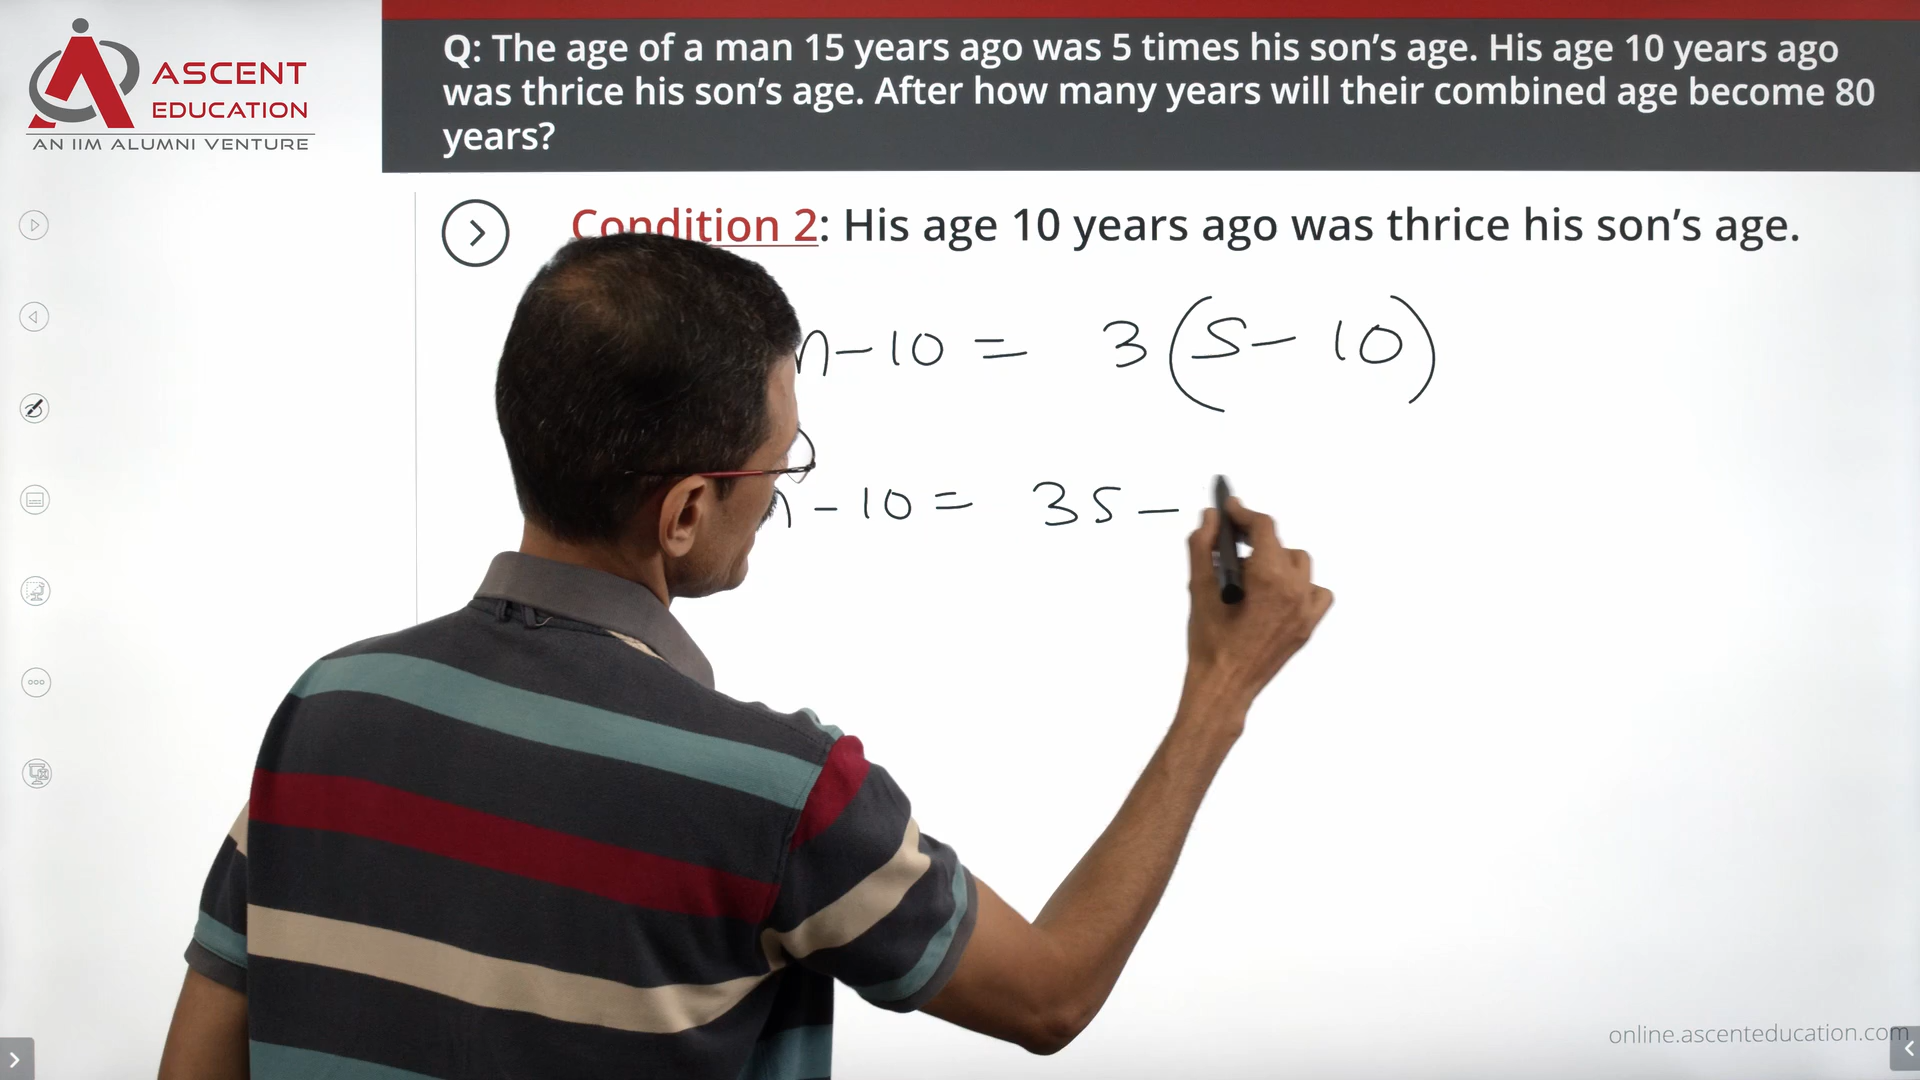 ASCENT
EDUCATION
AN IIM ALUMNI VENTURE
Q: The age of a man 15 years ago was 5 times his son’s age. His age 10 years ago
was thrice his son’s age. After how many years will their combined age become 80
years?
Condition 2: His age 10 years ago was thrice his son’s age.
-10 = 3(S-10)
-10 = 3S-
online.ascenteducation.com